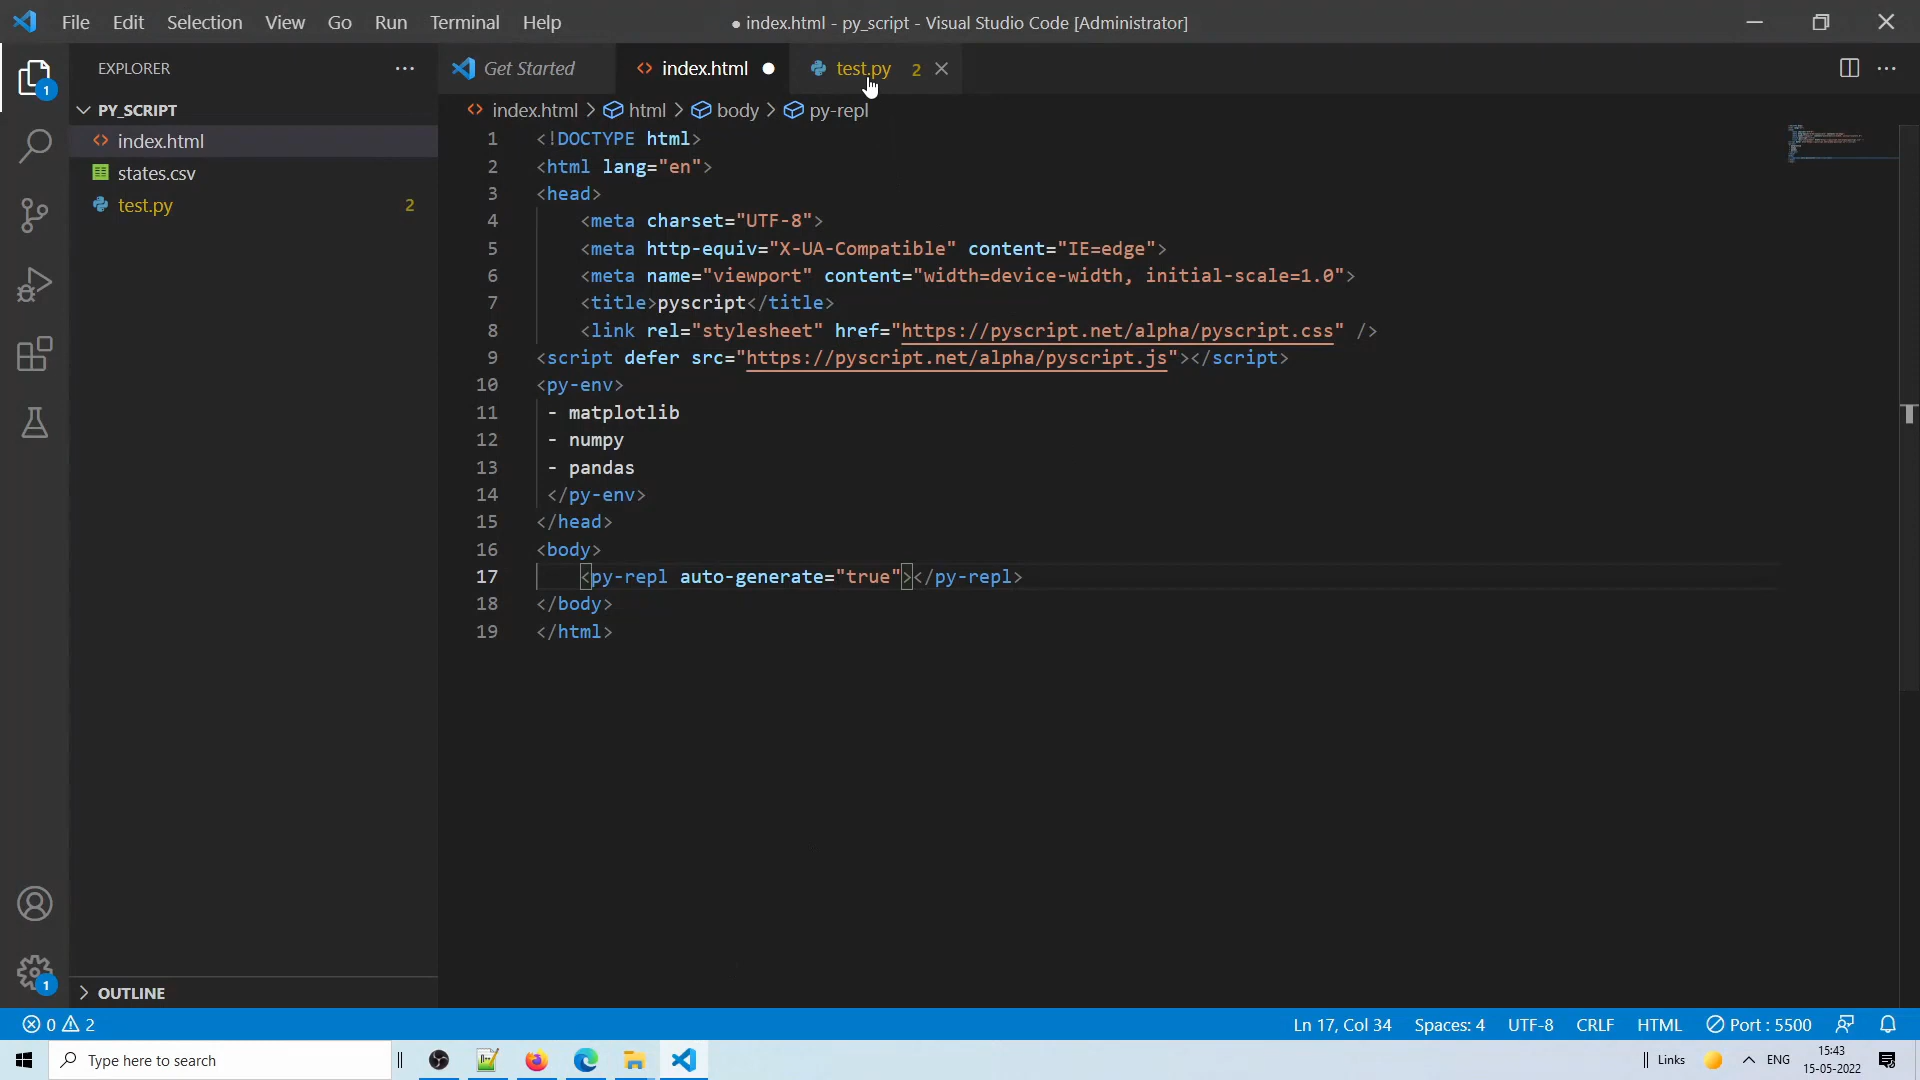 File Edit Selection View Go Run Terminal Help
● index.html - py_script - Visual Studio Code [Administrator]
EXPLORER
Get Started
index.html
test.py 2
1
PY_SCRIPT
index.html
states.csv
test.py 2
index.html > html > body > py-repl
1 <!DOCTYPE html>
2 <html lang="en">
3 <head>
4 <meta charset="UTF-8">
5 <meta http-equiv="X-UA-Compatible" content="IE=edge">
6 <meta name="viewport" content="width=device-width, initial-scale=1.0">
7 <title>pyscript</title>
8 <link rel="stylesheet" href="https://pyscript.net/alpha/pyscript.css" />
9 <script defer src="https://pyscript.net/alpha/pyscript.js"></script>
10 <py-env>
11 - matplotlib
12 - numpy
13 - pandas
14 </py-env>
15 </head>
16 <body>
17 <py-repl auto-generate="true"></py-repl>
18 </body>
19 </html>
1
OUTLINE
0 2
Ln 17, Col 34 Spaces: 4 UTF-8 CRLF HTML Port : 5500
Type here to search
Links
ENG
15:43
15-05-2022